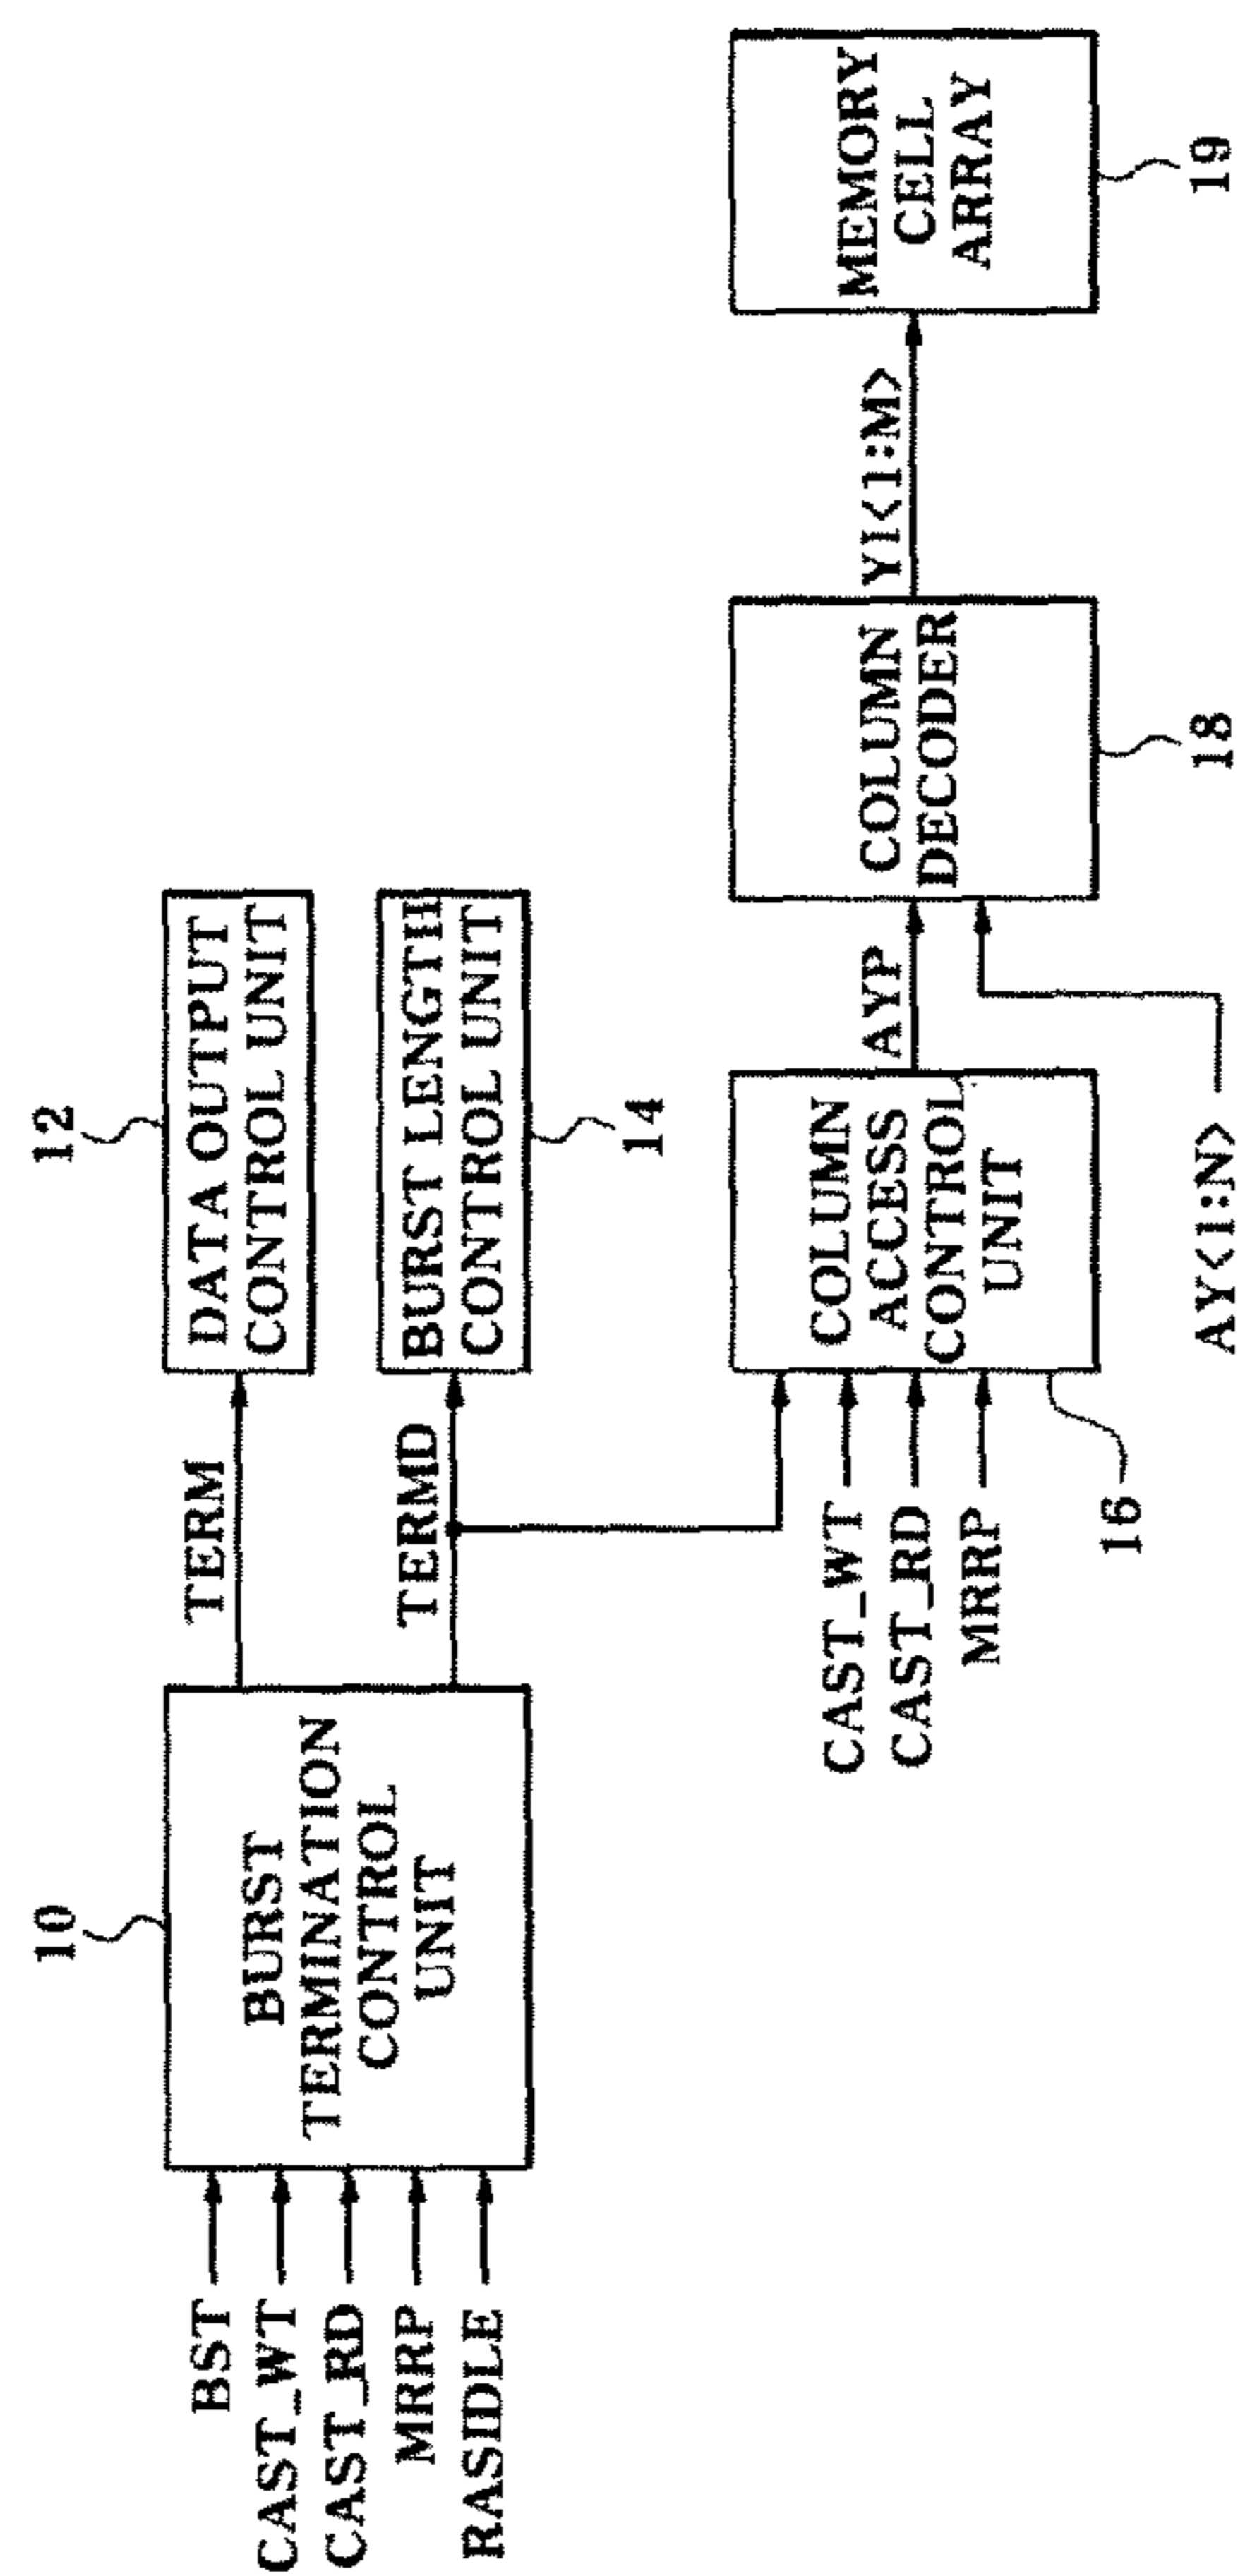 BST
CAST_WT
CAST_RD
MRRP
RASIDLE
10
BURST
TERMINATION
CONTROL
UNIT
TERM
TERMD
12
DATA OUTPUT
CONTROL UNIT
BURST LENGTH
CONTROL UNIT
14
CAST_WT
CAST_RD
MRRP
16
COLUMN
ACCESS
CONTROL
UNIT
AYP
AY<1:N>
COLUMN
DECODER
18
YI<1:M>
MEMORY
CELL
ARRAY
19